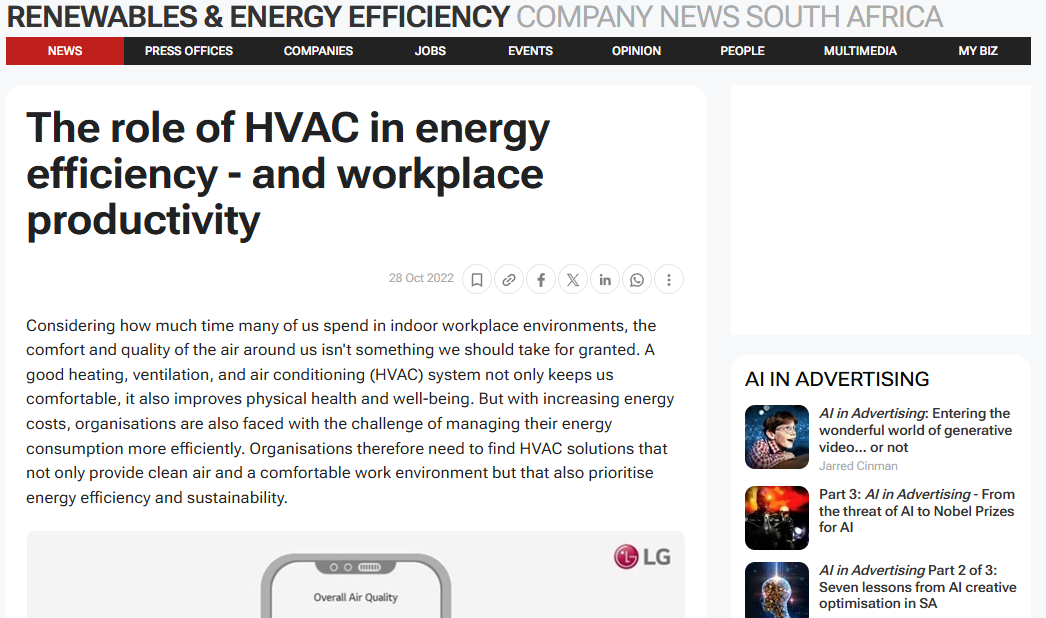 RENEWABLES & ENERGY EFFICIENCY COMPANY NEWS SOUTH AFRICA
NEWS PRESS OFFICES COMPANIES JOBS EVENTS OPINION PEOPLE MULTIMEDIA MY BIZ
The role of HVAC in energy
efficiency - and workplace
productivity
28 Oct 2022
Considering how much time many of us spend in indoor workplace environments, the
comfort and quality of the air around us isn't something we should take for granted. A
good heating, ventilation, and air conditioning (HVAC) system not only keeps us
comfortable, it also improves physical health and well-being. But with increasing energy
costs, organisations are also faced with the challenge of managing their energy
consumption more efficiently. Organisations therefore need to find HVAC solutions that
not only provide clean air and a comfortable work environment but that also prioritise
energy efficiency and sustainability.
LG
Overall Air Quality
AI IN ADVERTISING
AI in Advertising: Entering the
wonderful world of generative
video... or not
Jarred Cinman
Part 3: AI in Advertising - From
the threat of AI to Nobel Prizes
for AI
AI in Advertising Part 2 of 3:
Seven lessons from AI creative
optimisation in SA